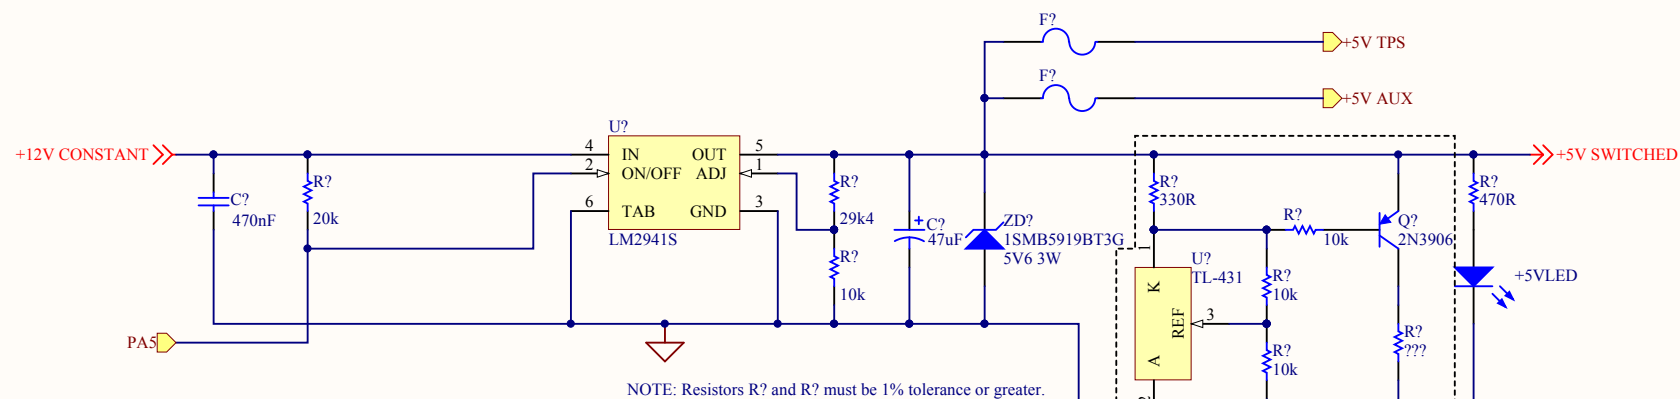 F?
+5V TPS
F?
+5V AUX
+12V CONSTANT
U?
4
IN
OUT
5
2
ON/OFF
ADJ
1
6
TAB
GND
3
LM2941S
C?
470nF
R?
20k
PA5
R?
29k4
R?
10k
C?
+
47uF
ZD?
1SMB5919BT3G
5V6 3W
+5V SWITCHED
R?
330R
R?
10k
Q?
2N3906
R?
470R
1
U?
TL-431
K
REF
A
3
R?
10k
R?
10k
+5VLED
R?
???
NOTE: Resistors R? and R? must be 1% tolerance or greater.